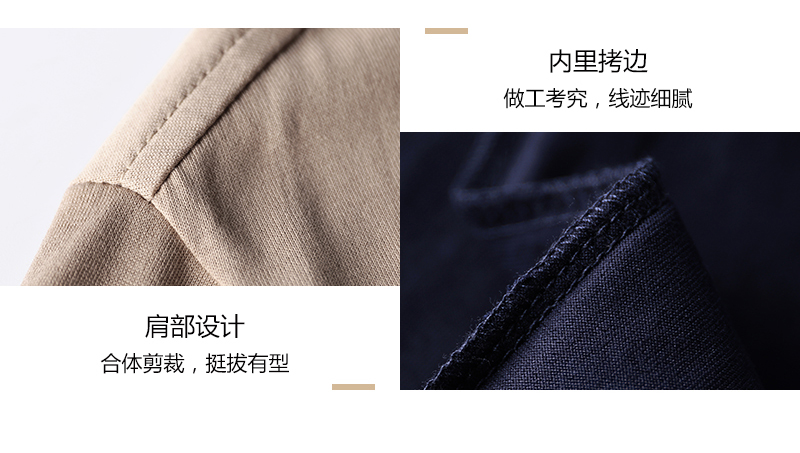 内里拷边
做工考究，线迹细腻
肩部设计
合体剪裁，挺拔有型